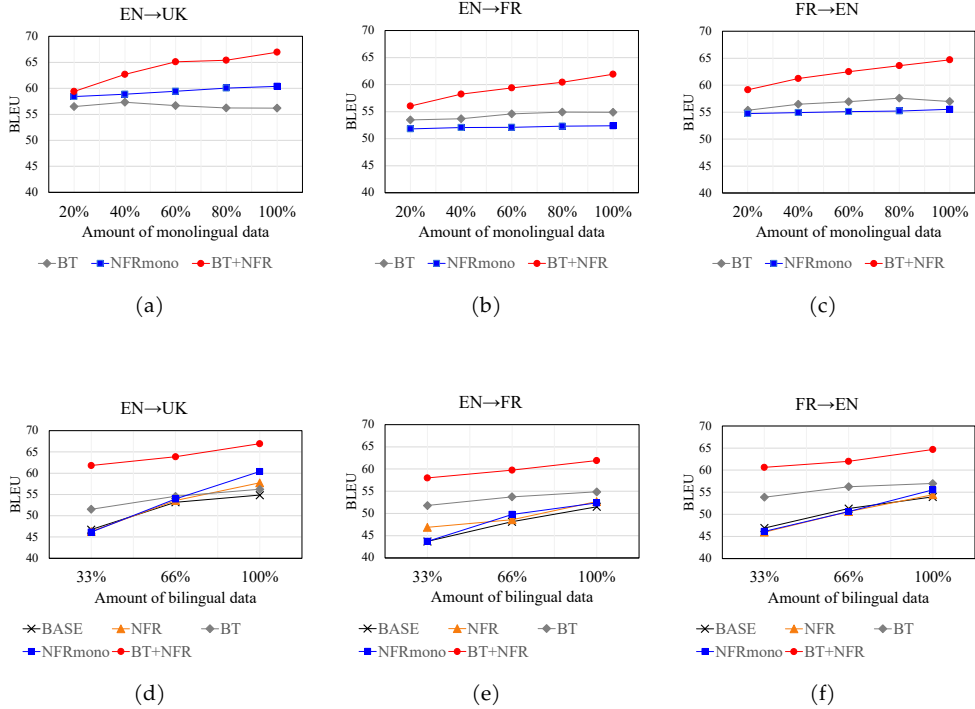 EN→UK
BLEU
70
65
60
55
50
45
40
20% 40% 60% 80% 100%
Amount of monolingual data
BT NFRmono BT+NFR
(a)
EN→FR
BLEU
70
65
60
55
50
45
40
20% 40% 60% 80% 100%
Amount of monolingual data
BT NFRmono BT+NFR
(b)
FR→EN
BLEU
70
65
60
55
50
45
40
20% 40% 60% 80% 100%
Amount of monolingual data
BT NFRmono BT+NFR
(c)
EN→UK
BLEU
70
65
60
55
50
45
40
33% 66% 100%
Amount of bilingual data
BASE NFR BT
NFRmono BT+NFR
(d)
EN→FR
BLEU
70
65
60
55
50
45
40
33% 66% 100%
Amount of bilingual data
BASE NFR BT
NFRmono BT+NFR
(e)
FR→EN
BLEU
70
65
60
55
50
45
40
33% 66% 100%
Amount of bilingual data
BASE NFR BT
NFRmono BT+NFR
(f)